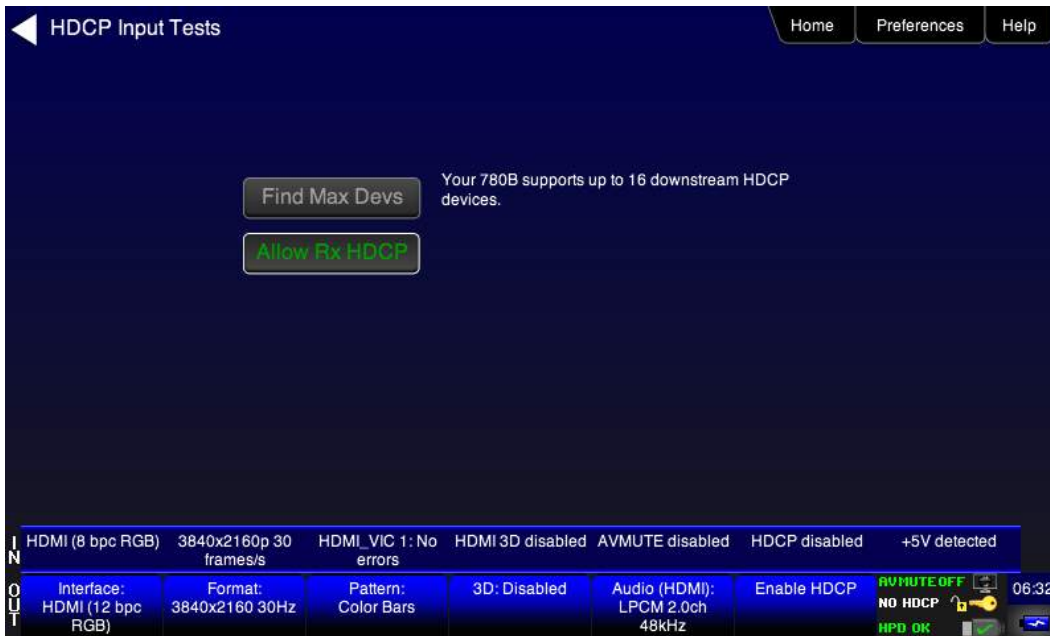 HDCP Input Tests
Home
Preferences
Help
Find Max Devs
Your 780B supports up to 16 downstream HDCP
devices.
Allow Rx HDCP
IN
HDMI (8 bpc RGB)
3840x2160p 30
frames/s
HDMI_VIC 1: No
errors
HDMI 3D disabled
AVMUTE disabled
HDCP disabled
+5V detected
OUT
Interface:
HDMI (12 bpc
RGB)
Format:
3840x2160 30Hz
Pattern:
Color Bars
3D: Disabled
Audio (HDMI):
LPCM 2.0ch
48kHz
Enable HDCP
AVMUTE OFF
NO HDCP
HPD OK
06:32